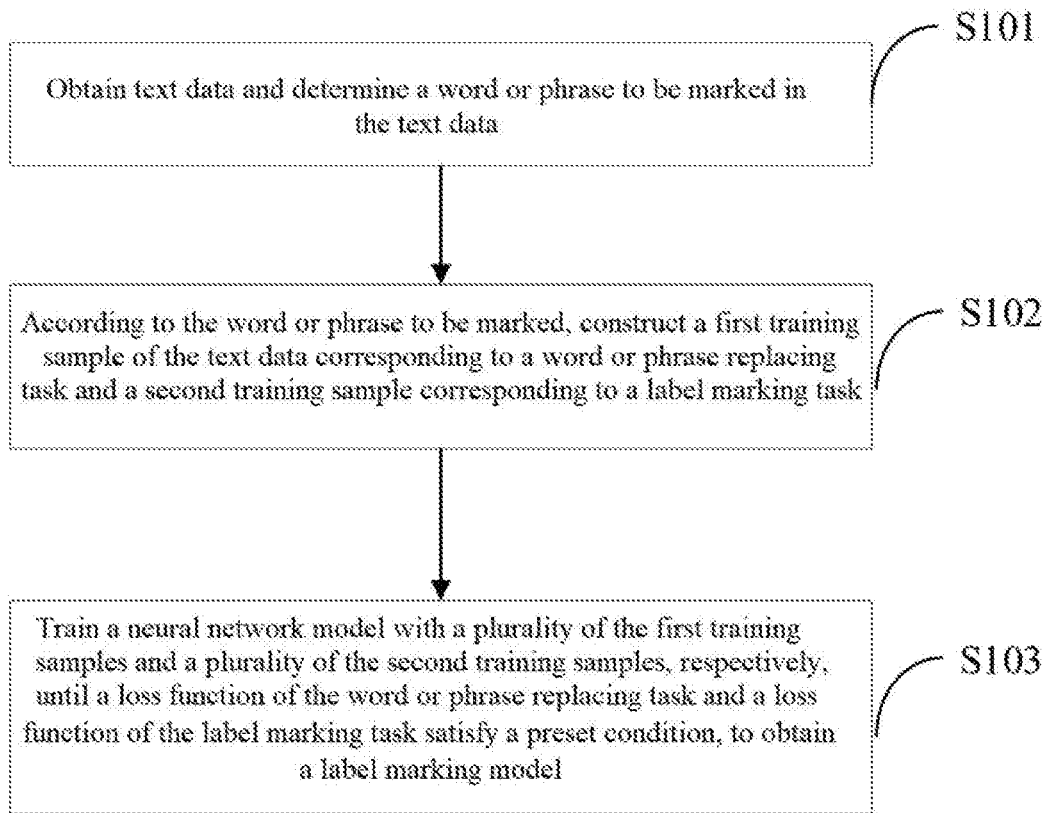 S101
Obtain text data and determine a word or phrase to be marked in
the text data
S102
According to the word or phrase to be marked, construct a first training
sample of the text data corresponding to a word or phrase replacing
task and a second training sample corresponding to a label marking task
Train a neural network model with a plurality of the first training
samples and a plurality of the second training samples, respectively,
S103
until a loss function of the word or phrase replacing task and a loss
function of the label marking task satisfy a preset condition, to obtain
a label marking model